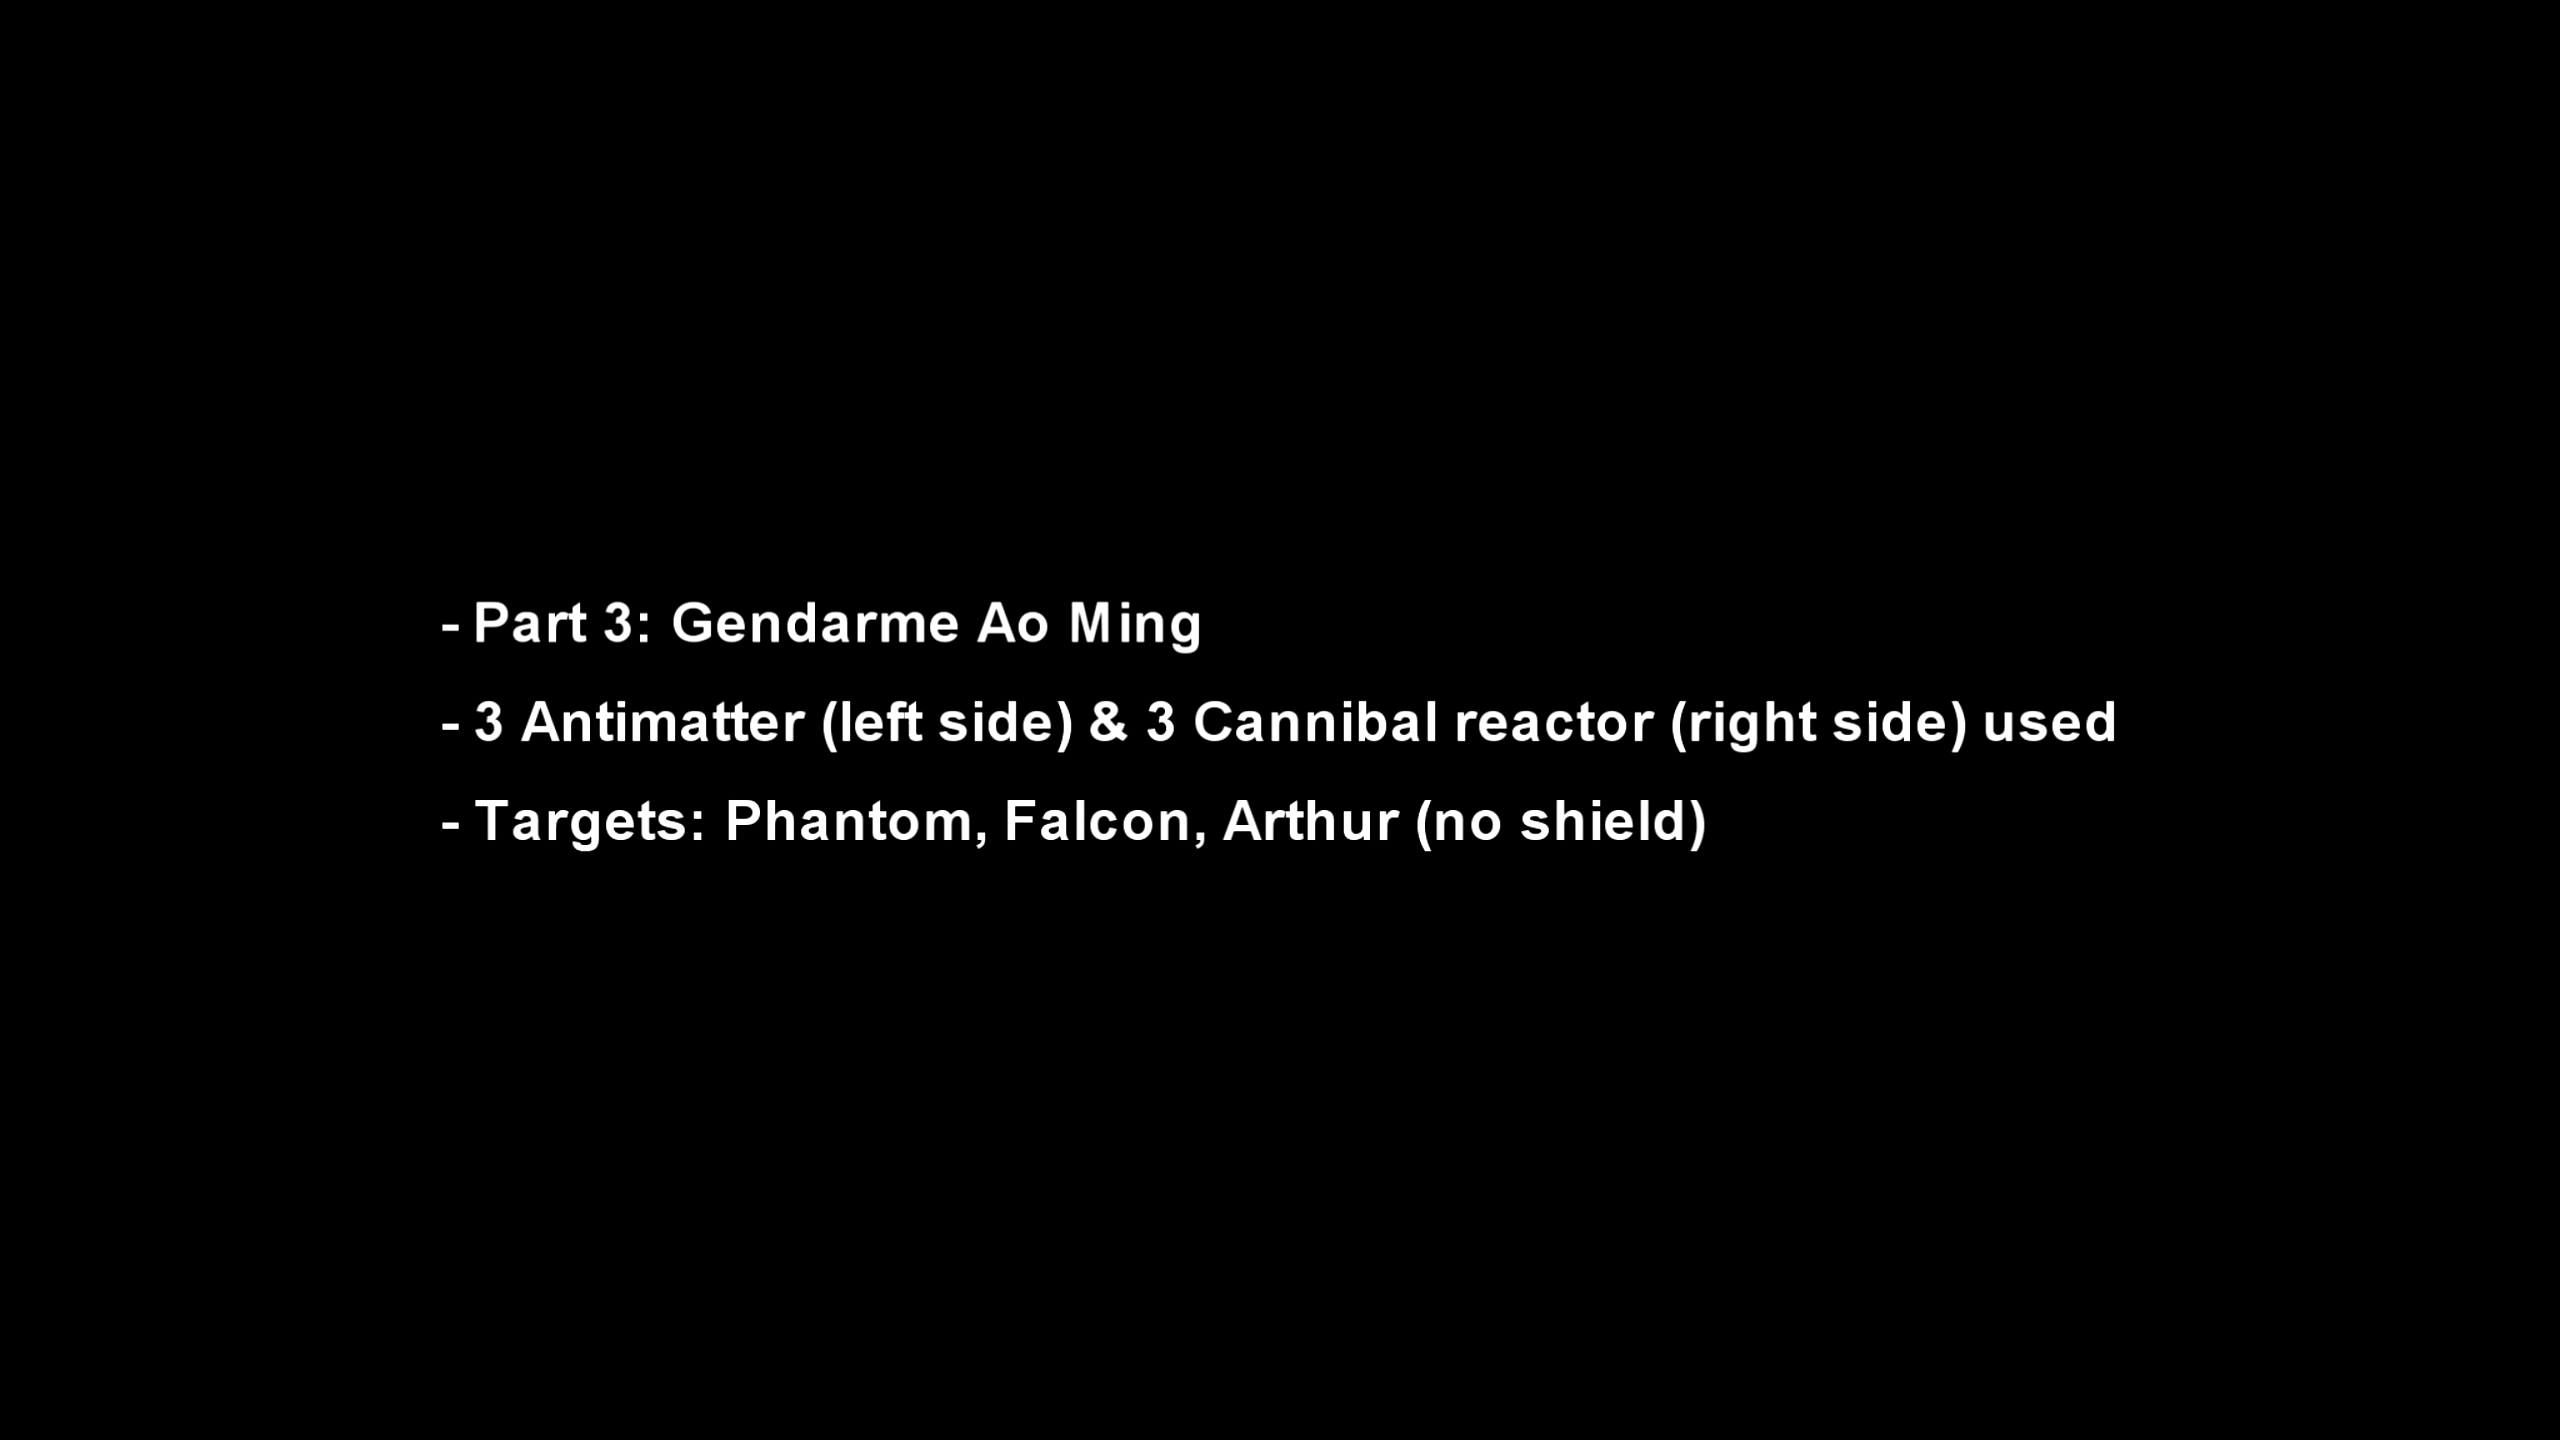 - Part 3: Gendarme Ao Ming
- 3 Antimatter (left side) & 3 Cannibal reactor (right side) used
- Targets: Phantom, Falcon, Arthur (no shield)